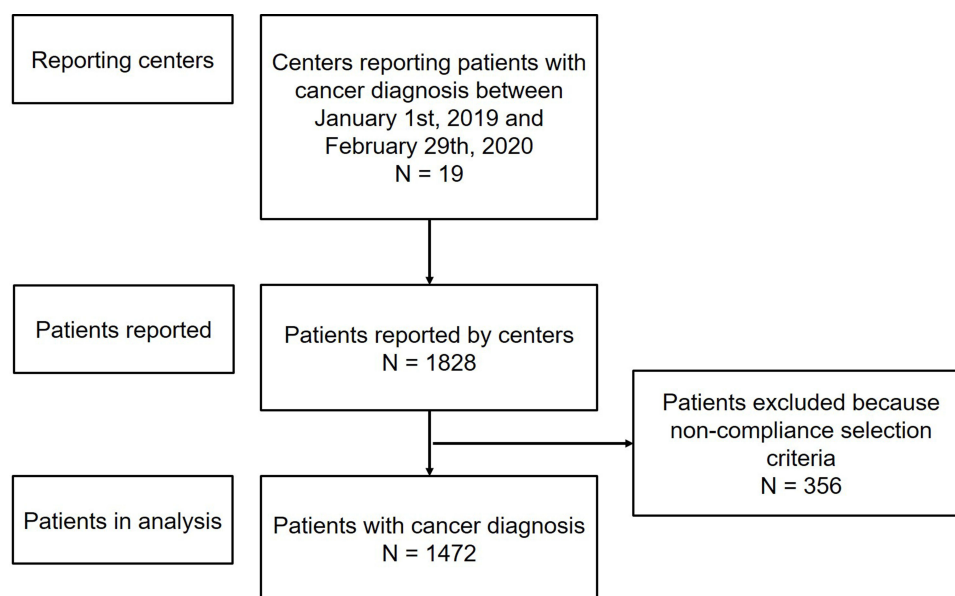 Reporting centers
Centers reporting patients with
cancer diagnosis between
January 1st, 2019 and
February 29th, 2020
N = 19
Patients reported
Patients reported by centers
N = 1828
Patients excluded because
non-compliance selection
criteria
N = 356
Patients in analysis
Patients with cancer diagnosis
N = 1472